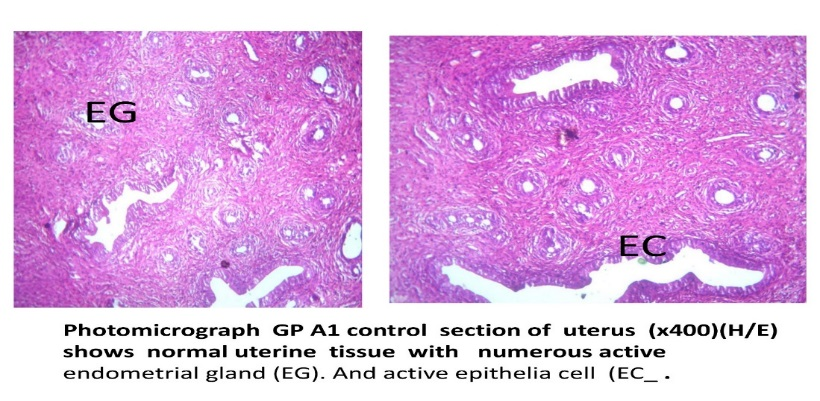 EG
EC
Photomicrograph GP A1 control section of uterus (x400)(H/E)
shows normal uterine tissue with numerous active
endometrial gland (EG). And active epithelia cell (EC_ .